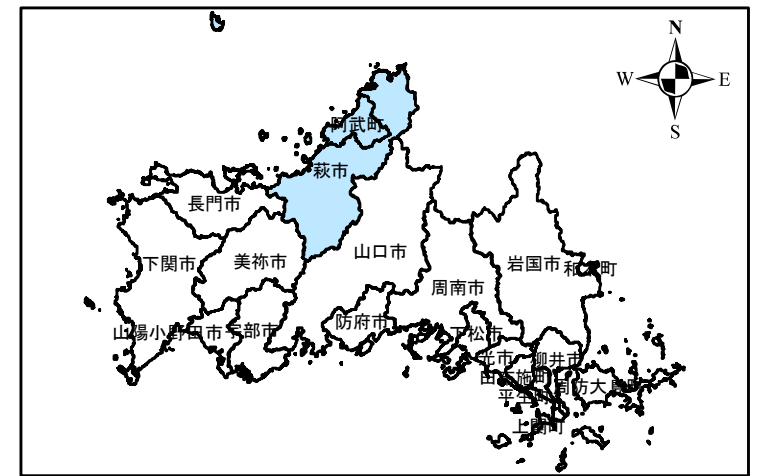 N
W
E
S
阿武町
萩市
長門市
下関市
美祢市
山口市
岩国市
和木町
周南市
防府市
山陽小野田市
宇部市
下松市
光市
柳井市
田布施町
周防大島町
平生町
上関町